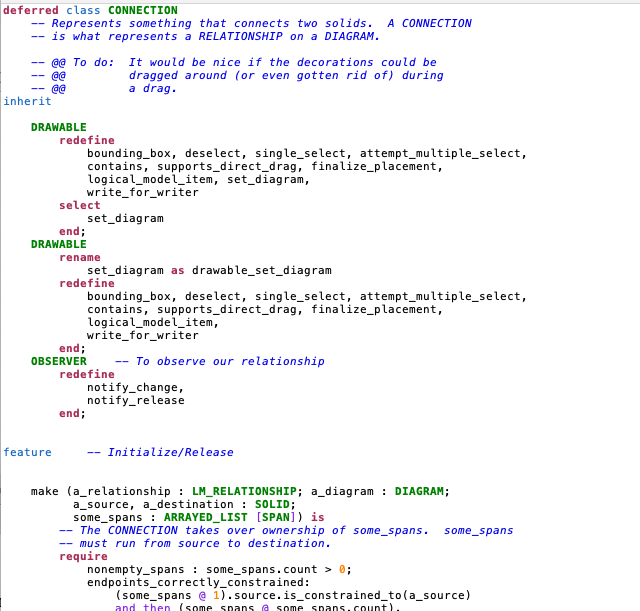 deferred class CONNECTION
-- Represents something that connects two solids.  A CONNECTION
-- is what represents a RELATIONSHIP on a DIAGRAM.
-- @@ To do:  It would be nice if the decorations could be
-- @@         dragged around (or even gotten rid of) during
-- @@         a drag.
inherit
DRAWABLE
redefine
bounding_box, deselect, single_select, attempt_multiple_select,
contains, supports_direct_drag, finalize_placement,
logical_model_item, set_diagram,
write_for_writer
select
set_diagram
end;
DRAWABLE
rename
set_diagram as drawable_set_diagram
redefine
bounding_box, deselect, single_select, attempt_multiple_select,
contains, supports_direct_drag, finalize_placement,
logical_model_item,
write_for_writer
end;
OBSERVER    -- To observe our relationship
redefine
notify_change,
notify_release
end;
feature     -- Initialize/Release
make (a_relationship : LM_RELATIONSHIP; a_diagram : DIAGRAM;
a_source, a_destination : SOLID;
some_spans : ARRAYED_LIST [SPAN]) is
-- The CONNECTION takes over ownership of some_spans.  some_spans
-- must run from source to destination.
require
nonempty_spans : some_spans.count > 0;
endpoints_correctly_constrained:
(some_spans @ 1).source.is_constrained_to(a_source)
and then (some_spans @ some_spans.count).